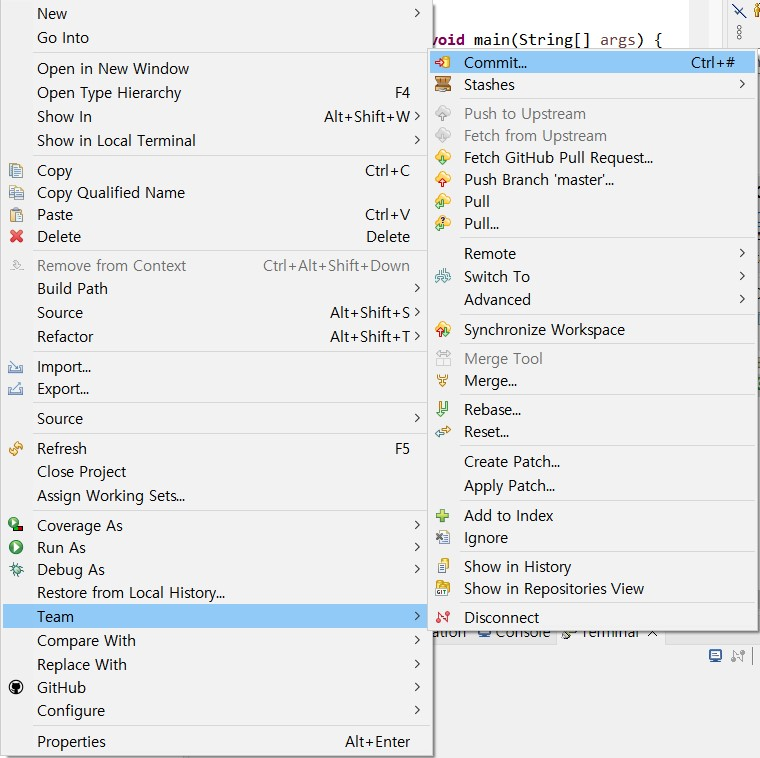 New
Go Into
Open in New Window
Open Type Hierarchy F4
Show In Alt+Shift+W
Show in Local Terminal
Copy Ctrl+C
Copy Qualified Name
Paste Ctrl+V
Delete Delete
Remove from Context Ctrl+Alt+Shift+Down
Build Path
Source Alt+Shift+S
Refactor Alt+Shift+T
Import...
Export...
Source
Refresh F5
Close Project
Assign Working Sets...
Coverage As
Run As
Debug As
Restore from Local History...
Team
Compare With
Replace With
GitHub
Configure
Properties Alt+Enter
void main(String[] args) {
Commit... Ctrl+#
Stashes
Push to Upstream
Fetch from Upstream
Fetch GitHub Pull Request...
Push Branch 'master'...
Pull
Pull...
Remote
Switch To
Advanced
Synchronize Workspace
Merge Tool
Merge...
Rebase...
Reset...
Create Patch...
Apply Patch...
Add to Index
Ignore
Show in History
GIT Show in Repositories View
Disconnect
Console Terminal